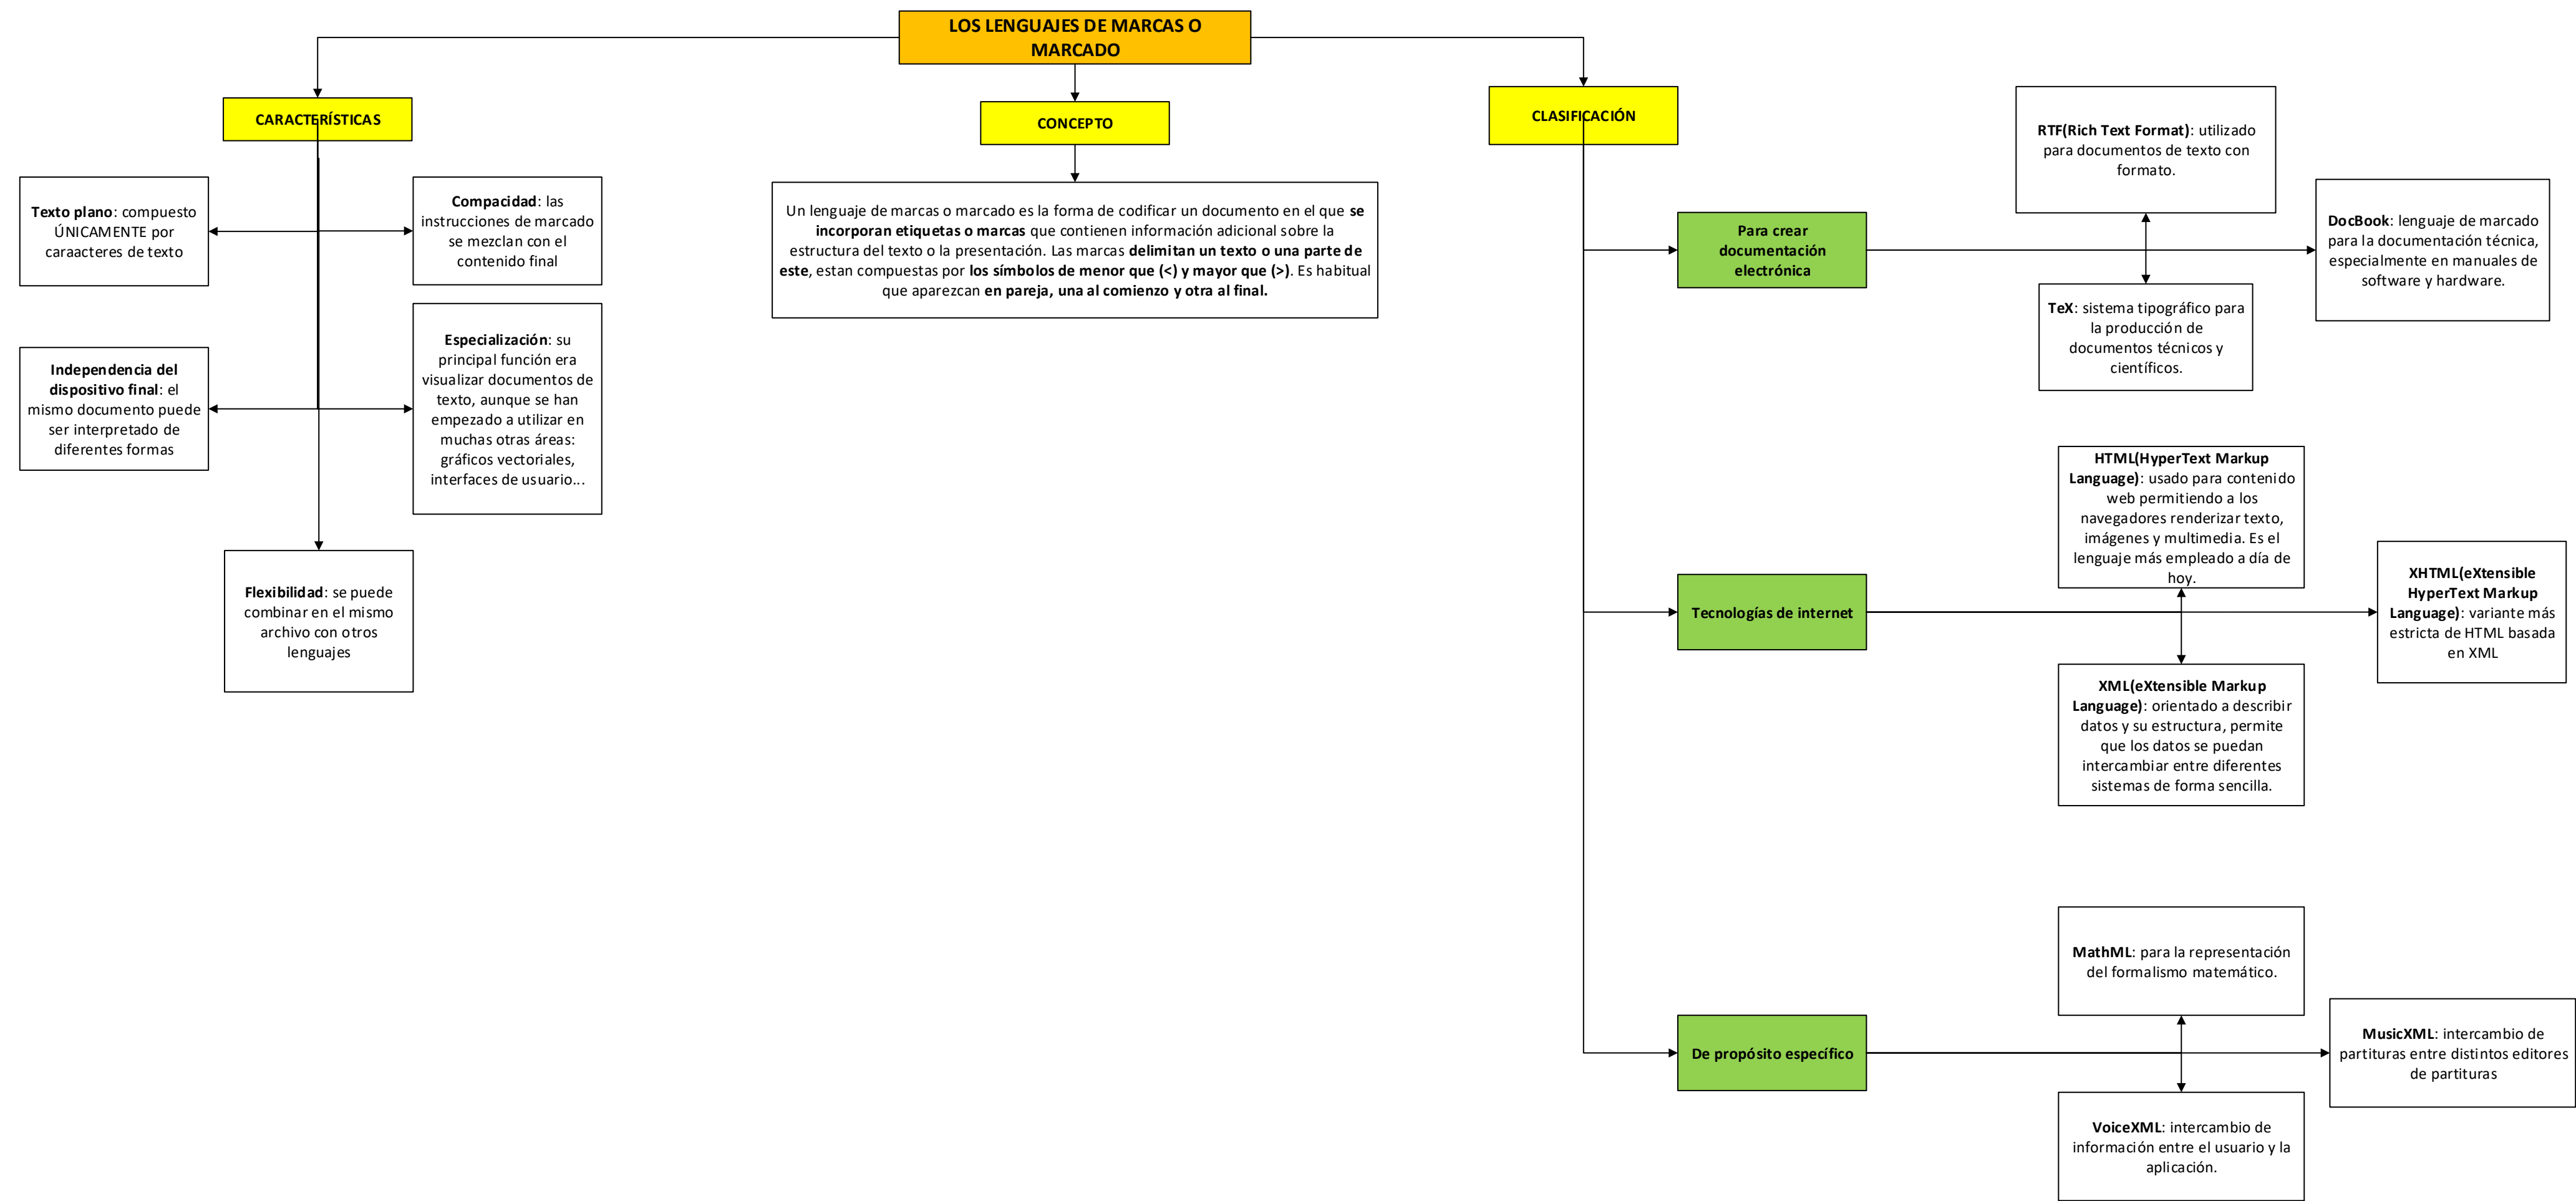 LOS LENGUAJES DE MARCAS O
MARCADO
CARACTERÍSTICAS
Texto plano: compuesto
ÚNICAMENTE por
caraacteres de texto
Compacidad: las
instrucciones de marcado
se mezclan con el
contenido final
Independencia del
dispositivo final: el
mismo documento puede
ser interpretado de
diferentes formas
Especialización: su
principal función era
visualizar documentos de
texto, aunque se han
empezado a utilizar en
muchas otras áreas:
gráficos vectoriales,
interfaces de usuario...
Flexibilidad: se puede
combinar en el mismo
archivo con otros
lenguajes
CONCEPTO
Un lenguaje de marcas o marcado es la forma de codificar un documento en el que se
incorporan etiquetas o marcas que contienen información adicional sobre la
estructura del texto o la presentación. Las marcas delimitan un texto o una parte de
este, estan compuestas por los símbolos de menor que (<) y mayor que (>). Es habitual
que aparezcan en pareja, una al comienzo y otra al final.
CLASIFICACIÓN
Para crear
documentación
electrónica
RTF(Rich Text Format): utilizado
para documentos de texto con
formato.
DocBook: lenguaje de marcado
para la documentación técnica,
especialmente en manuales de
software y hardware.
TeX: sistema tipográfico para
la producción de
documentos técnicos y
científicos.
Tecnologías de internet
HTML(HyperText Markup
Language): usado para contenido
web permitiendo a los
navegadores renderizar texto,
imágenes y multimedia. Es el
lenguaje más empleado a día de
hoy.
XHTML(eXtensible
HyperText Markup
Language): variante más
estricta de HTML basada
en XML
XML(eXtensible Markup
Language): orientado a describir
datos y su estructura, permite
que los datos se puedan
intercambiar entre diferentes
sistemas de forma sencilla.
De propósito específico
MathML: para la representación
del formalismo matemático.
MusicXML: intercambio de
partituras entre distintos editores
de partituras
VoiceXML: intercambio de
información entre el usuario y la
aplicación.